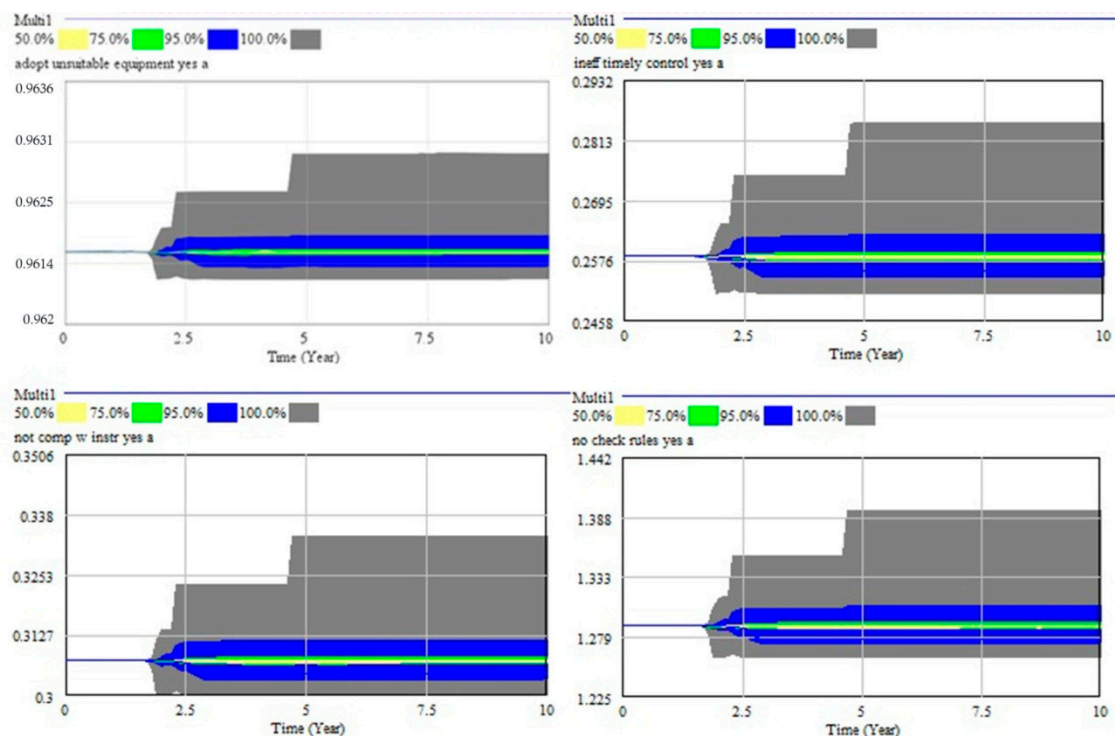 Multi1
50.0% 75.0% 95.0% 100.0%
adopt unsuitable equipment yes a
0.9636
0.9631
0.9625
0.9614
0.962
0 2.5 5 7.5 10
Time (Year)
Multi1
50.0% 75.0% 95.0% 100.0%
ineff timely control yes a
0.2932
0.2813
0.2695
0.2576
0.2458
0 2.5 5 7.5 10
Time (Year)
Multi1
50.0% 75.0% 95.0% 100.0%
not comp w instr yes a
0.3506
0.338
0.3253
0.3127
0.3
0 2.5 5 7.5 10
Time (Year)
Multi1
50.0% 75.0% 95.0% 100.0%
no check rules yes a
1.442
1.388
1.333
1.279
1.225
0 2.5 5 7.5 10
Time (Year)